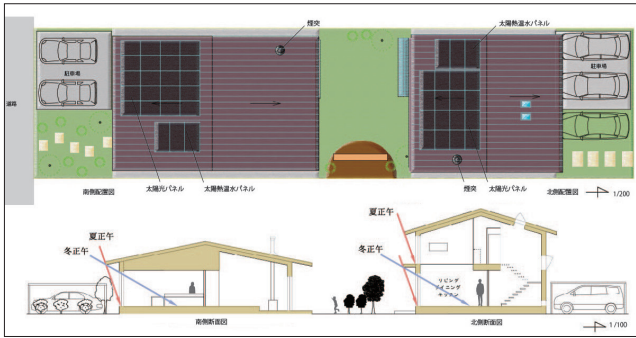 煙突
太陽熱温水パネル
駐車場
駐車場
道路
太陽光パネル
太陽熱温水パネル
煙突
太陽光パネル
南側配置図
北側配置図
1/200
夏正午
冬正午
夏正午
冬正午
リビング
ダイニング
キッチン
南側断面図
北側断面図
1/100